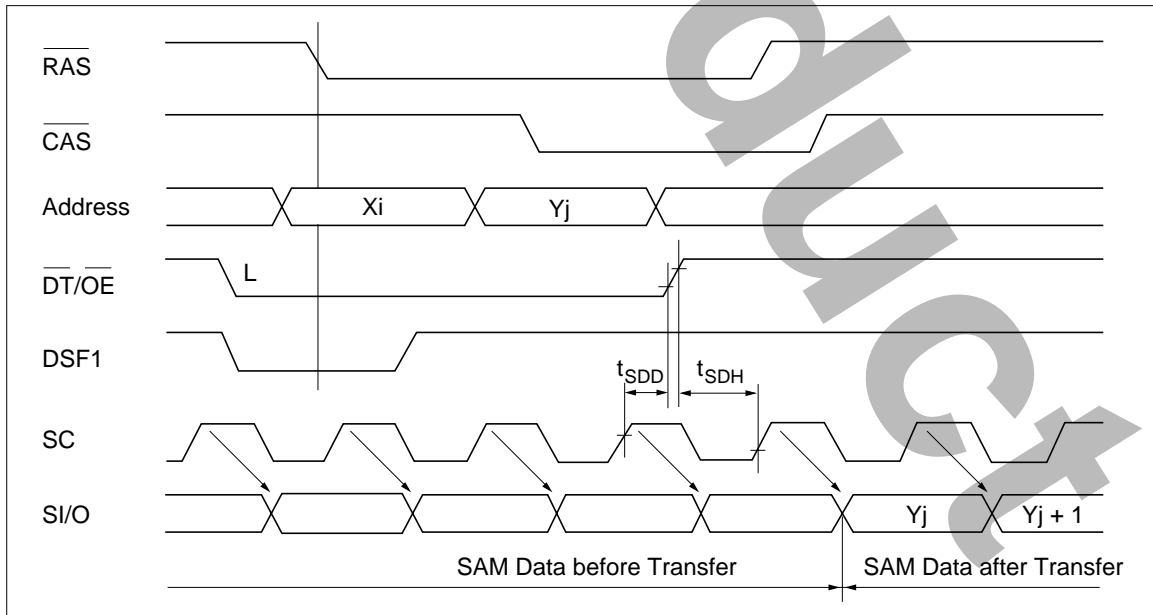 RAS
CAS
Address Xi Yj
DT/OE L
DSF1
tSDD tSDH
SC
SI/O Yj Yj + 1
SAM Data before Transfer SAM Data after Transfer
duct